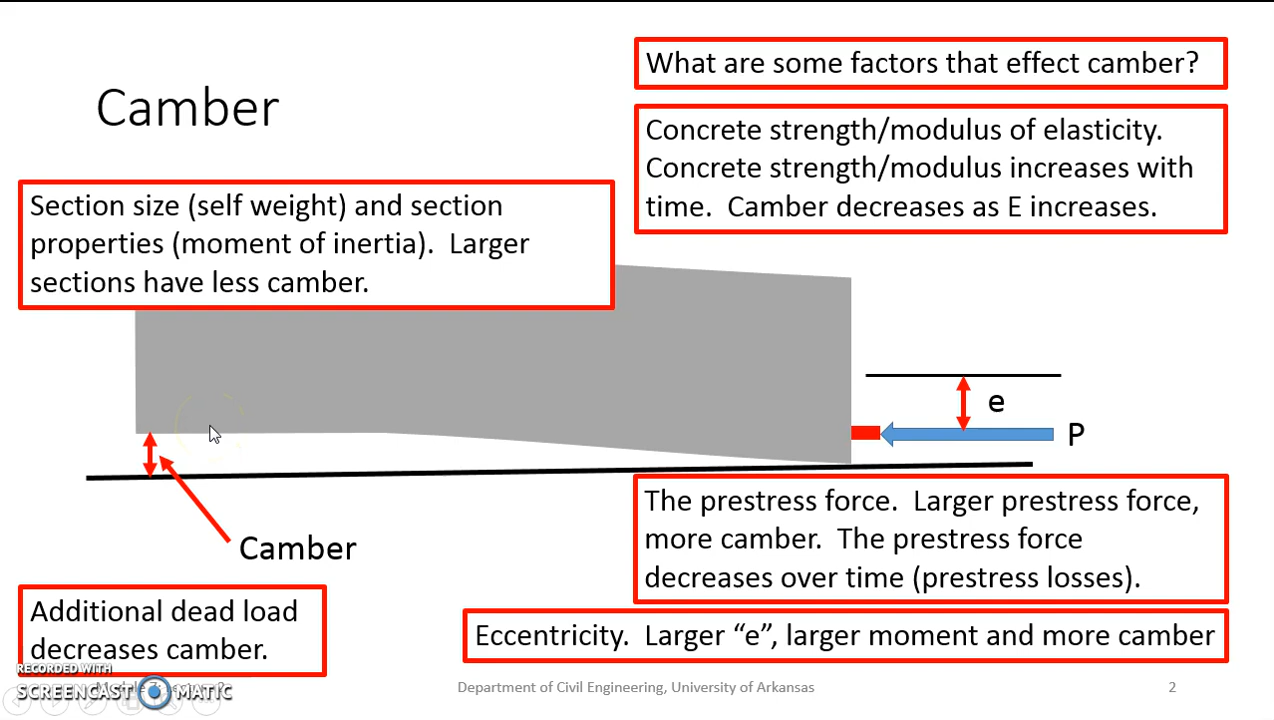 Camber
What are some factors that effect camber?
Concrete strength/modulus of elasticity.
Concrete strength/modulus increases with
time.  Camber decreases as E increases.
Section size (self weight) and section
properties (moment of inertia).  Larger
sections have less camber.
e
P
Camber
The prestress force.  Larger prestress force,
more camber.  The prestress force
decreases over time (prestress losses).
Additional dead load
decreases camber.
Eccentricity.  Larger “e”, larger moment and more camber
RECORDED WITH
SCREENCAST MATIC
Department of Civil Engineering, University of Arkansas
2